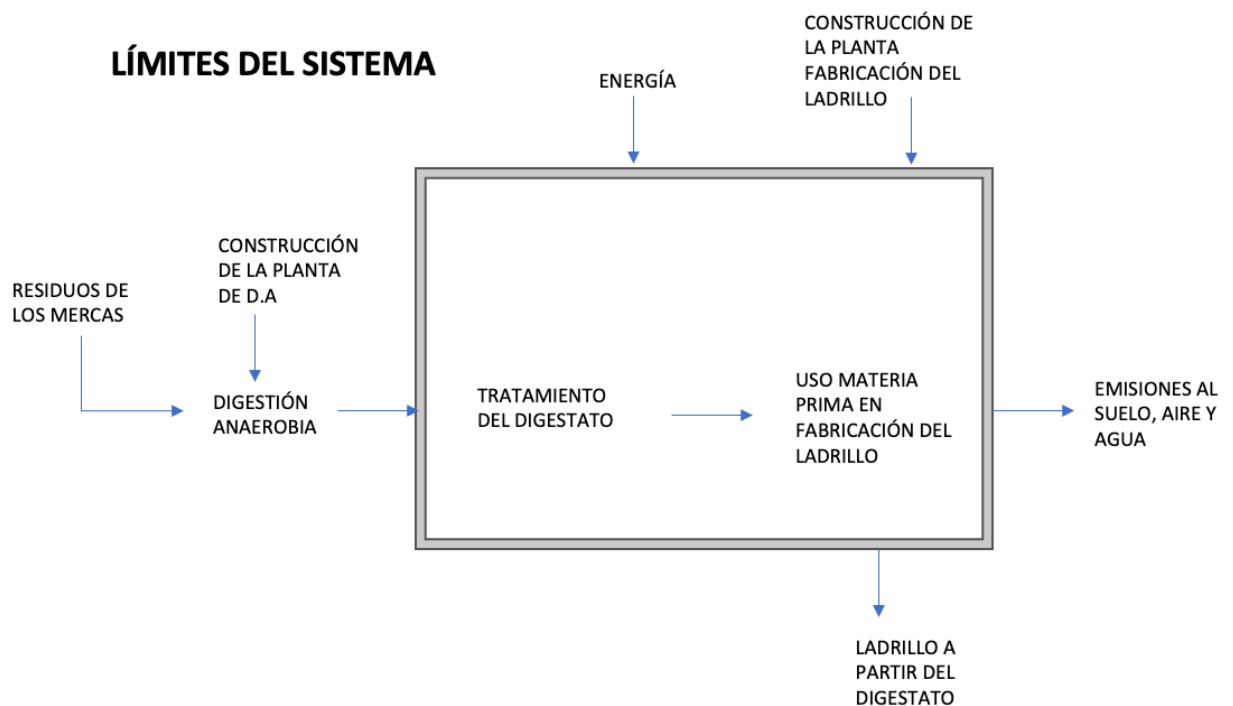 LÍMITES DEL SISTEMA
ENERGÍA
CONSTRUCCIÓN DE
LA PLANTA
FABRICACIÓN DEL
LADRILLO
CONSTRUCCIÓN
DE LA PLANTA
DE D.A
RESIDUOS DE
LOS MERCAS
DIGESTIÓN
ANAEROBIA
TRATAMIENTO
DEL DIGESTATO
USO MATERIA
PRIMA EN
FABRICACIÓN DEL
LADRILLO
EMISIONES AL
SUELO, AIRE Y
AGUA
LADRILLO A
PARTIR DEL
DIGESTATO